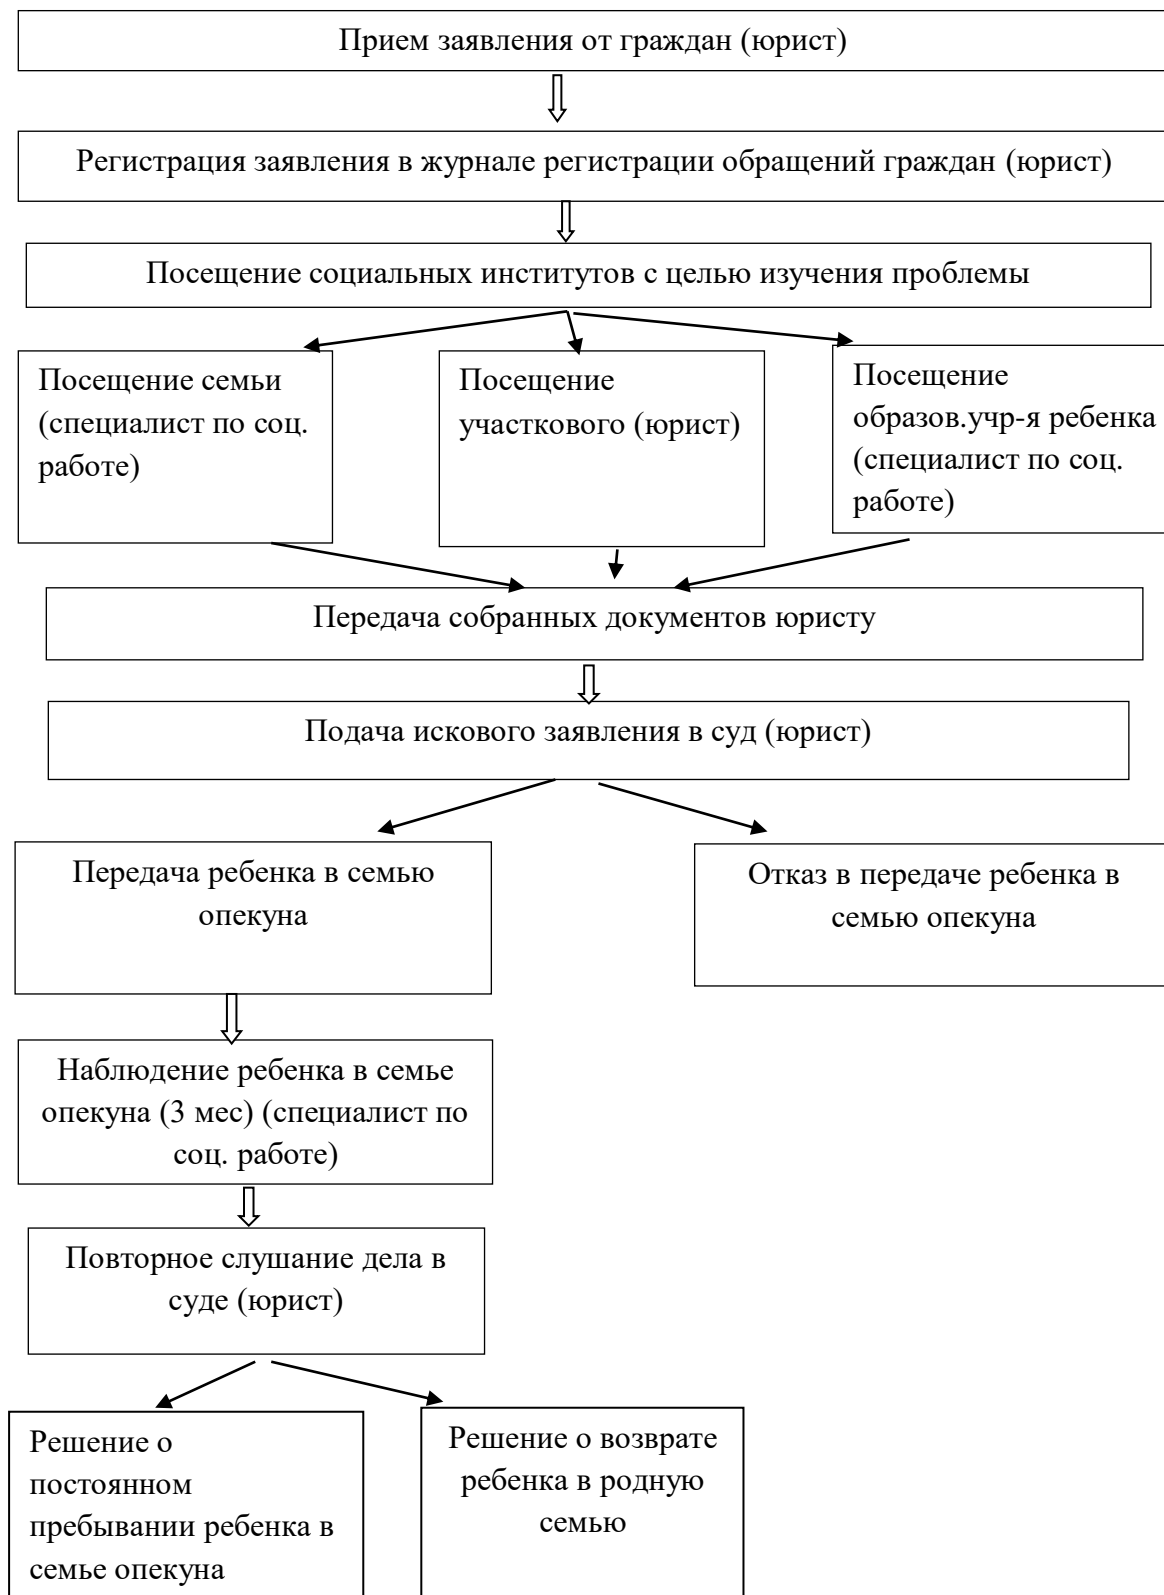 Прием заявления от граждан (юрист)
Регистрация заявления в журнале регистрации обращений граждан (юрист)
Посещение социальных институтов с целью изучения проблемы
Посещение семьи
(специалист по соц.
работе)
Посещение
участкового (юрист)
Посещение
образов.учр-я ребенка
(специалист по соц.
работе)
Передача собранных документов юристу
Подача искового заявления в суд (юрист)
Передача ребенка в семью
опекуна
Отказ в передаче ребенка в
семью опекуна
Наблюдение ребенка в семье
опекуна (3 мес) (специалист по
соц. работе)
Повторное слушание дела в
суде (юрист)
Решение о
постоянном
пребывании ребенка в
семье опекуна
Решение о возврате
ребенка в родную
семью